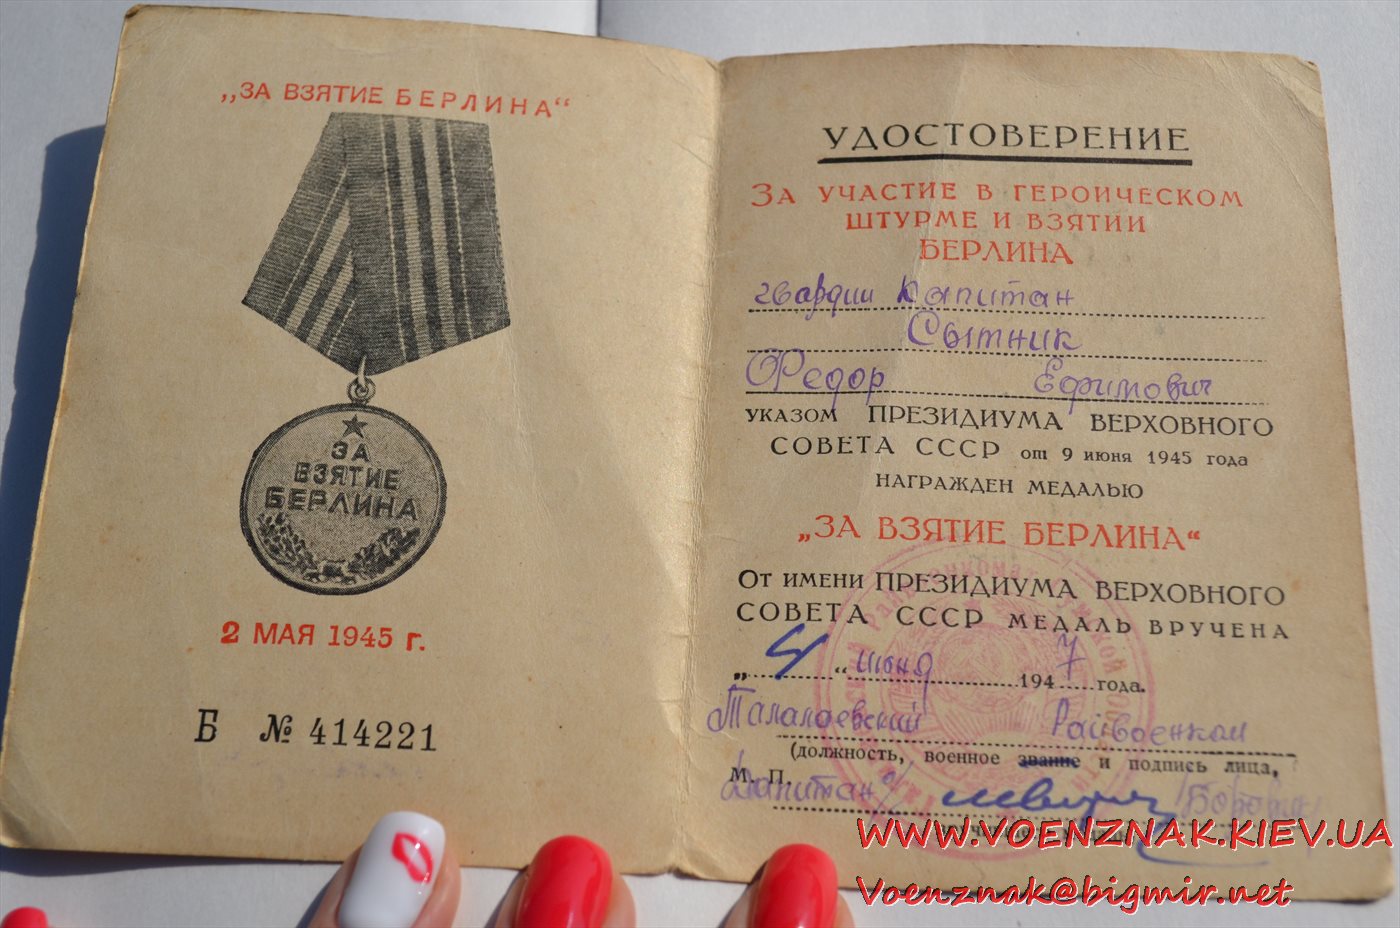 „ЗА ВЗЯТИЕ БЕРЛИНА“
ЗА
ВЗЯТИЕ
БЕРЛИНА
2 МАЯ 1945 г.
Б № 414221
УДОСТОВЕРЕНИЕ
ЗА УЧАСТИЕ В ГЕРОИЧЕСКОМ
ШТУРМЕ И ВЗЯТИИ
БЕРЛИНА
гвардии капитан
Сытник
Федор Ефимович
УКАЗОМ ПРЕЗИДИУМА ВЕРХОВНОГО
СОВЕТА СССР от 9 июня 1945 года
НАГРАЖДЕН МЕДАЛЬЮ
„ЗА ВЗЯТИЕ БЕРЛИНА“
ОТ ИМЕНИ ПРЕЗИДИУМА ВЕРХОВНОГО
СОВЕТА СССР МЕДАЛЬ ВРУЧЕНА
„4“ июня 1947 года.
Талалаевский Райвоенком
(должность, военное звание и подпись лица,
М. П.
Капитан
WWW.VOENZNAK.KIEV.UA
Voenznak@bigmir.net